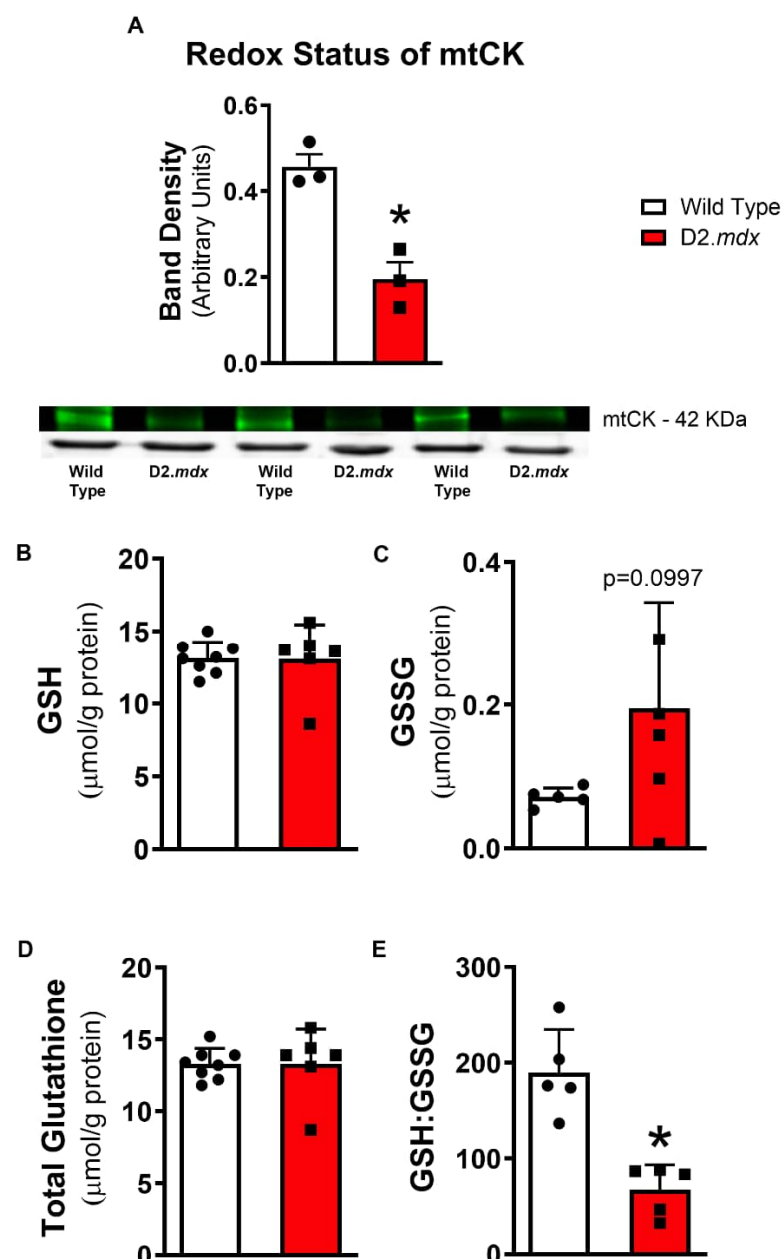 A
Redox Status of mtCK
Band Density
(Arbitrary Units)
0.6
0.4
0.2
0.0
*
Wild Type
D2.mdx
mtCK - 42 KDa
Wild
Type
D2.mdx
Wild
Type
D2.mdx
Wild
Type
D2.mdx
B
GSH
(μmol/g protein)
20
15
10
5
0
C
GSSG
(μmol/g protein)
0.4
0.2
0.0
p=0.0997
D
Total Glutathione
(μmol/g protein)
20
15
10
5
0
E
GSH:GSSG
300
200
100
0
*